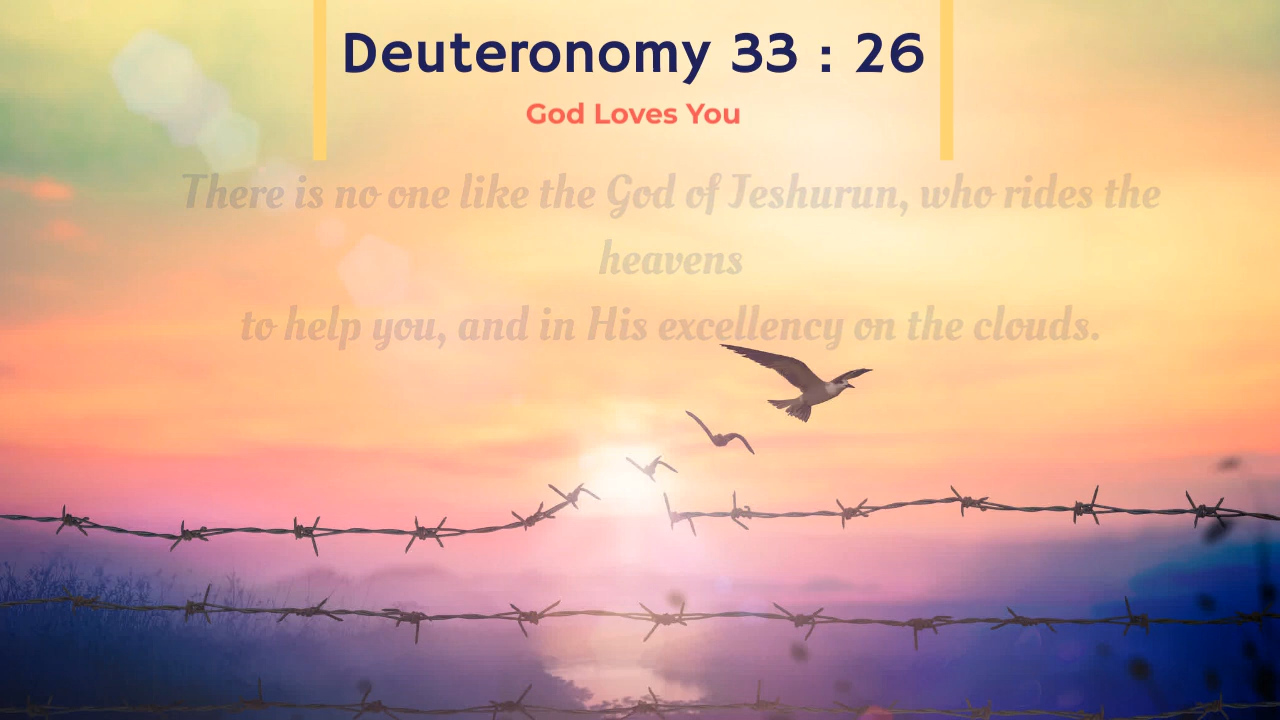 Deuteronomy 33 : 26
God Loves You
There is no one like the God of Jeshurun, who rides the
heavens
to help you, and in His excellency on the clouds.